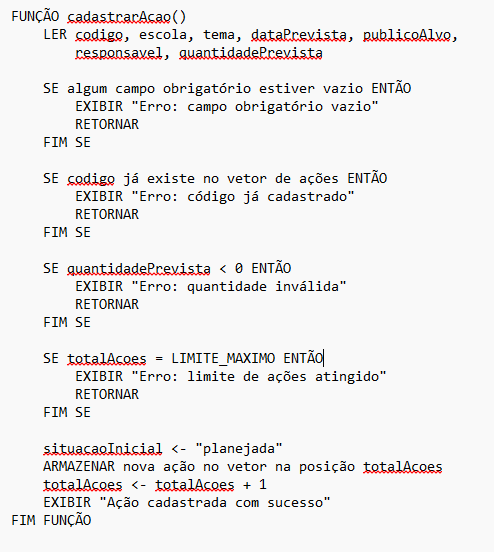 FUNÇÃO cadastrarAcao()
    LER codigo, escola, tema, dataPrevista, publicoAlvo,
        responsavel, quantidadePrevista

    SE algum campo obrigatório estiver vazio ENTÃO
        EXIBIR "Erro: campo obrigatório vazio"
        RETORNAR
    FIM SE

    SE codigo já existe no vetor de ações ENTÃO
        EXIBIR "Erro: código já cadastrado"
        RETORNAR
    FIM SE

    SE quantidadePrevista < 0 ENTÃO
        EXIBIR "Erro: quantidade inválida"
        RETORNAR
    FIM SE

    SE totalAcoes = LIMITE_MAXIMO ENTÃO
        EXIBIR "Erro: limite de ações atingido"
        RETORNAR
    FIM SE

    situacaoInicial <- "planejada"
    ARMAZENAR nova ação no vetor na posição totalAcoes
    totalAcoes <- totalAcoes + 1
    EXIBIR "Ação cadastrada com sucesso"
FIM FUNÇÃO